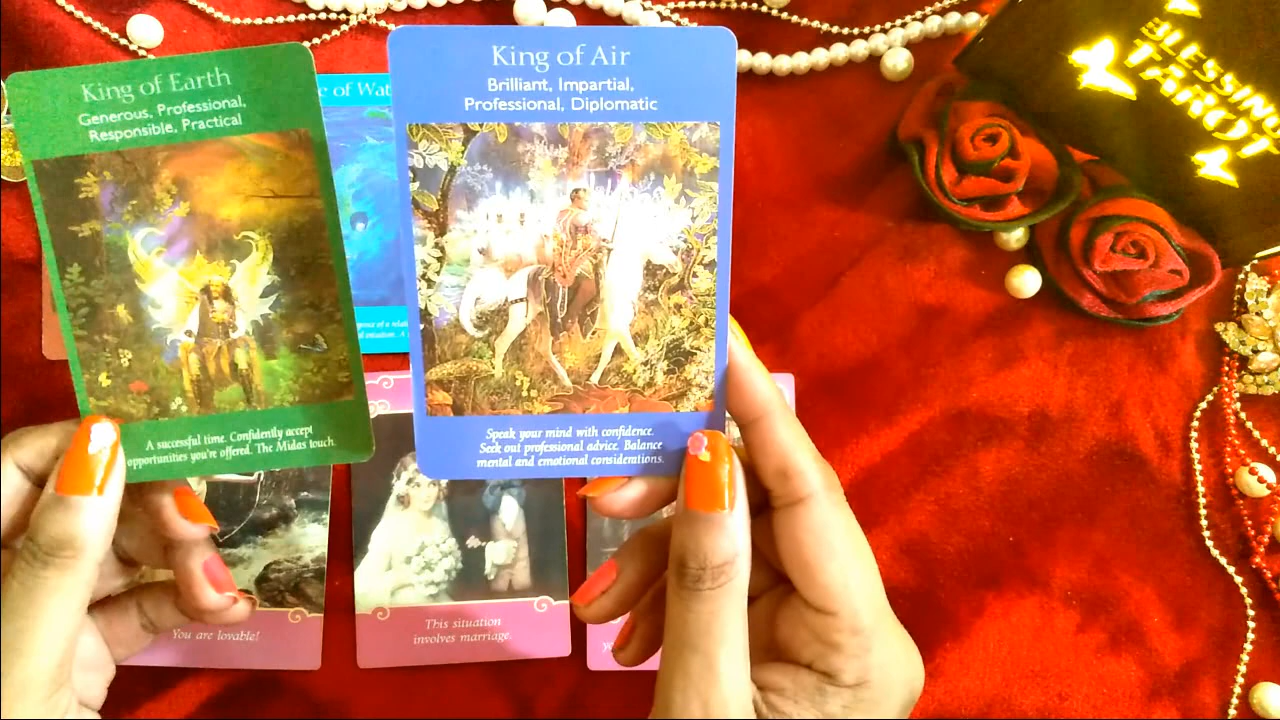 King of Earth
Generous, Professional,
Responsible, Practical
A successful time. Confidently accept
opportunities you're offered. The Midas touch.
of Wat
King of Air
Brilliant, Impartial,
Professional, Diplomatic
Speak your mind with confidence.
Seek out professional advice. Balance
mental and emotional considerations.
BLESSING
TAROT
You are lovable!
This situation
involves marriage.